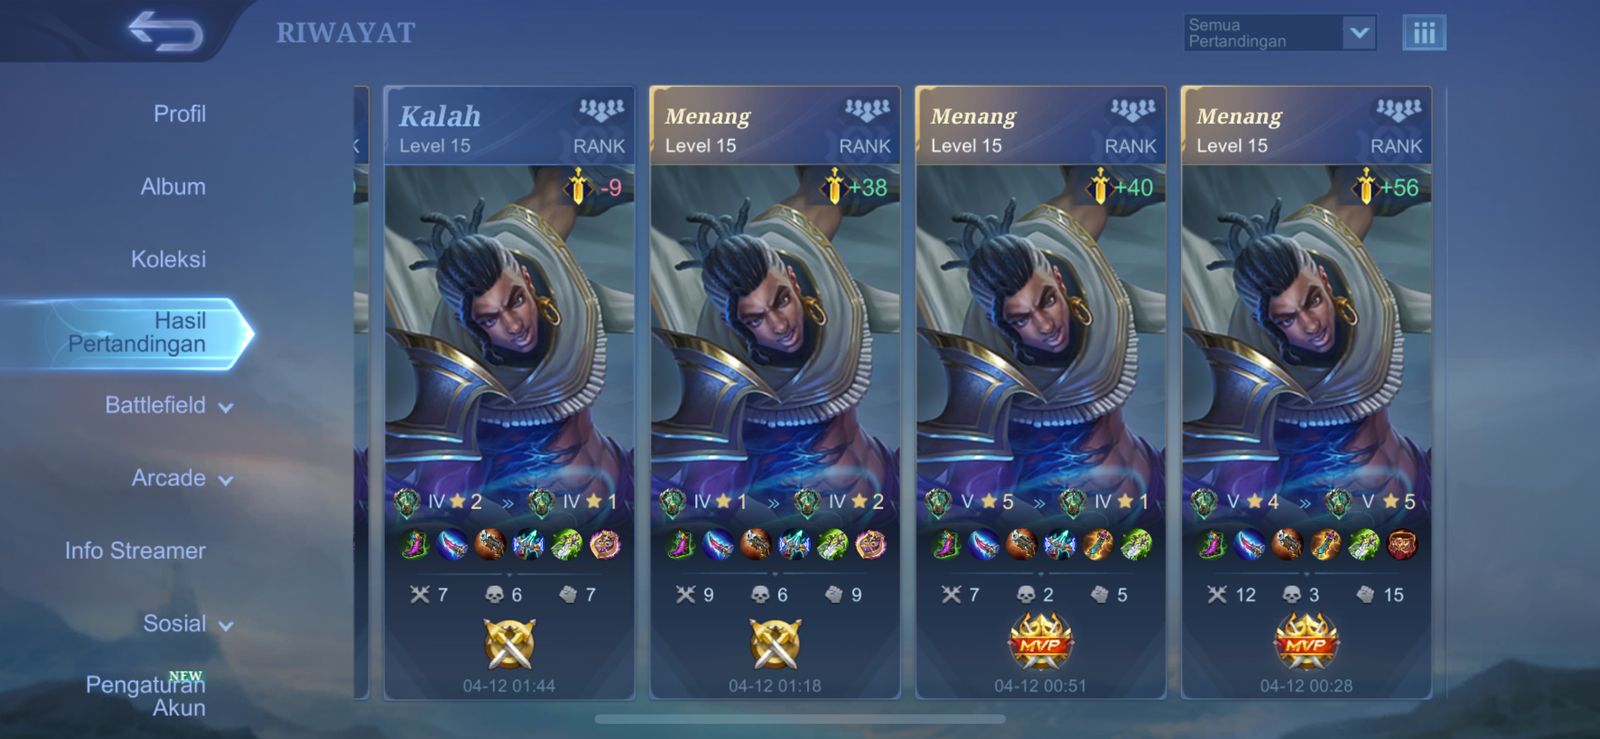 RIWAYAT
Semua
Pertandingan
Profil
Album
Koleksi
Hasil
Pertandingan
Battlefield
Arcade
Info Streamer
Sosial
NEW
Pengaturan
Akun
K
Kalah
Level 15 RANK
-9
IV 2 » IV 1
7 6 7
04-12 01:44
Menang
Level 15 RANK
+38
IV 1 » IV 2
9 6 9
04-12 01:18
Menang
Level 15 RANK
+40
V 5 » IV 1
7 2 5
MVP
04-12 00:51
Menang
Level 15 RANK
+56
V 4 » V 5
12 3 15
MVP
04-12 00:28